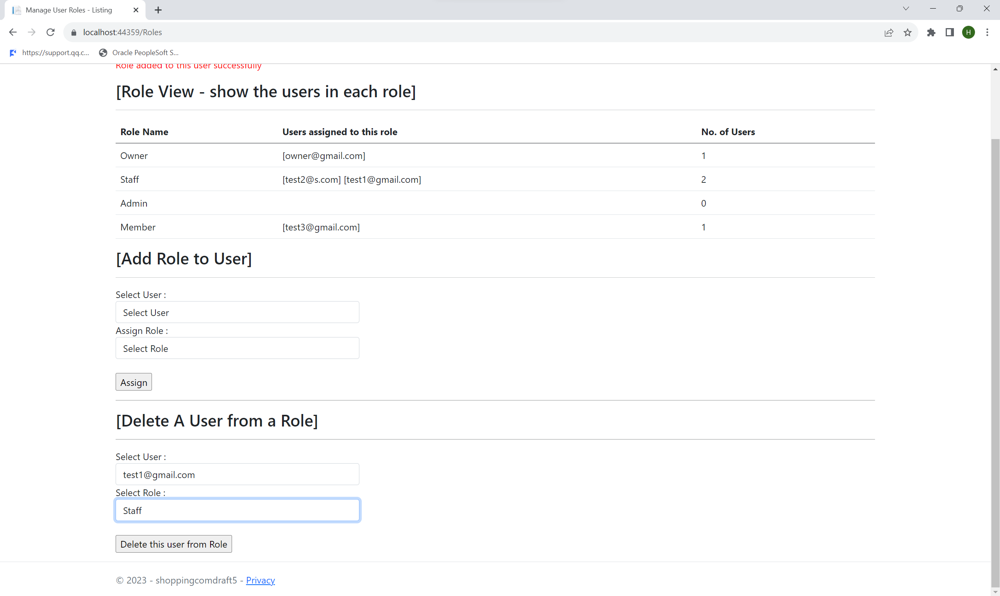 Manage User Roles - Listing
localhost:44359/Roles
H
https://support.qq.c...
Oracle PeopleSoft S...
Role added to this user successfully
[Role View - show the users in each role]
Role Name Users assigned to this role No. of Users
Owner [owner@gmail.com] 1
Staff [test2@s.com] [test1@gmail.com] 2
Admin 0
Member [test3@gmail.com] 1
[Add Role to User]
Select User :
Select User
Assign Role :
Select Role
Assign
[Delete A User from a Role]
Select User :
test1@gmail.com
Select Role :
Staff
Delete this user from Role
© 2023 - shoppingcomdraft5 - Privacy